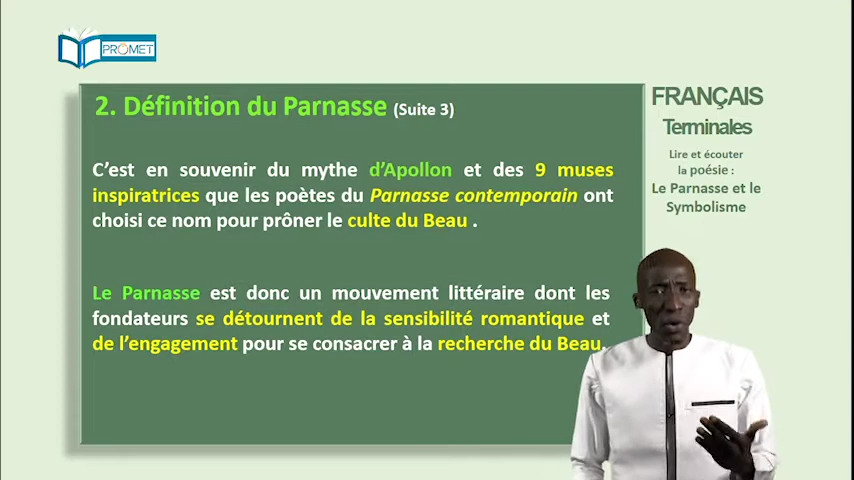 PROMET
2. Définition du Parnasse (Suite 3)
C’est en souvenir du mythe d’Apollon et des 9 muses
inspiratrices que les poètes du Parnasse contemporain ont
choisi ce nom pour prôner le culte du Beau .
Le Parnasse est donc un mouvement littéraire dont les
fondateurs se détournent de la sensibilité romantique et
de l’engagement pour se consacrer à la recherche du Beau.
FRANÇAIS
Terminales
Lire et écouter
la poésie :
Le Parnasse et le
Symbolisme